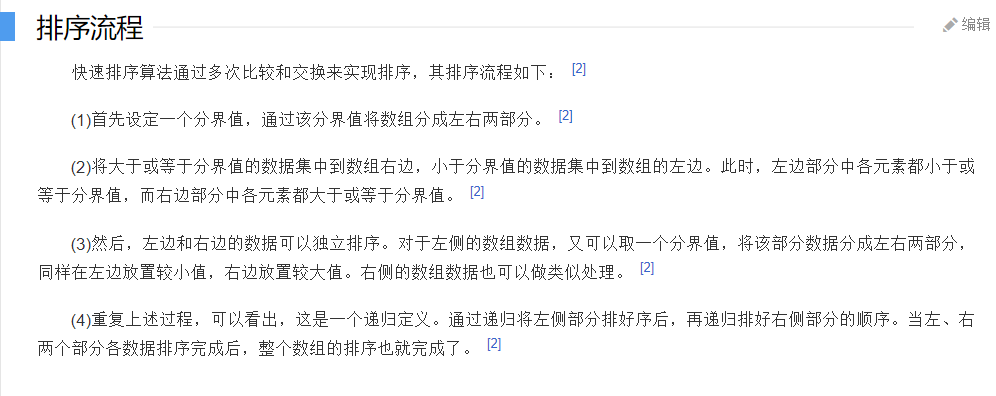 排序流程
编辑
快速排序算法通过多次比较和交换来实现排序，其排序流程如下： [2]
(1)首先设定一个分界值，通过该分界值将数组分成左右两部分。 [2]
(2)将大于或等于分界值的数据集中到数组右边，小于分界值的数据集中到数组的左边。此时，左边部分中各元素都小于或
等于分界值，而右边部分中各元素都大于或等于分界值。 [2]
(3)然后，左边和右边的数据可以独立排序。对于左侧的数组数据，又可以取一个分界值，将该部分数据分成左右两部分，
同样在左边放置较小值，右边放置较大值。右侧的数组数据也可以做类似处理。 [2]
(4)重复上述过程，可以看出，这是一个递归定义。通过递归将左侧部分排好序后，再递归排好右侧部分的顺序。当左、右
两个部分各数据排序完成后，整个数组的排序也就完成了。 [2]